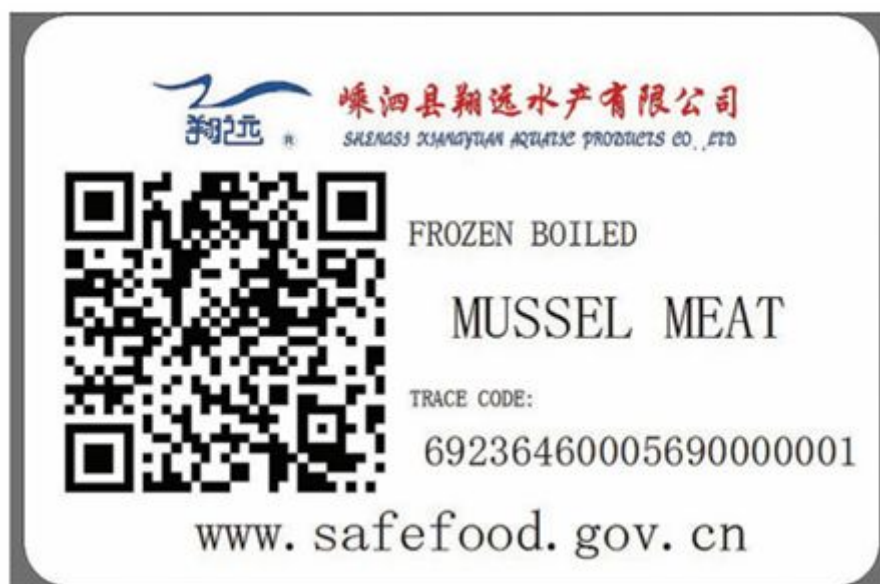 翔远 ®
嵊泗县翔远水产有限公司
SHENGSI XIANGYUAN AQUATIC PRODUCTS CO.,LTD
FROZEN BOILED
MUSSEL MEAT
TRACE CODE:
69236460005690000001
www.safefood.gov.cn